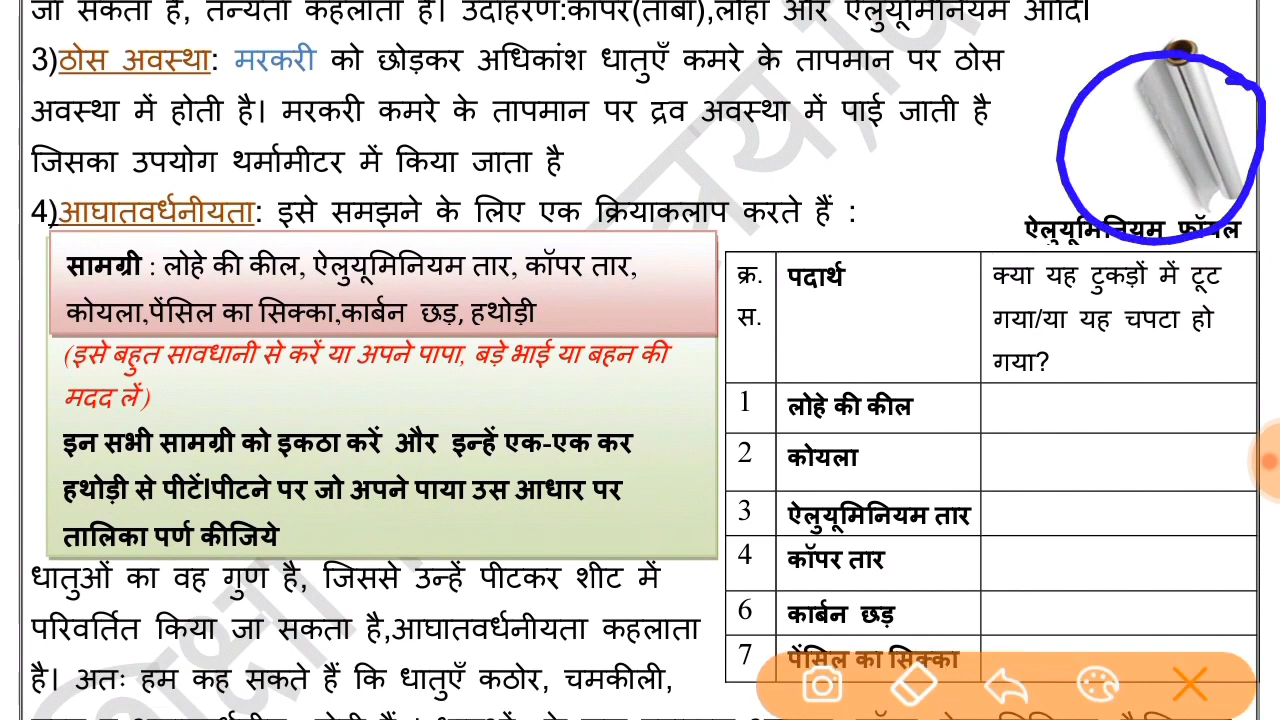 जा सकता है, तन्यता कहलाता है। उदाहरण:कॉपर(तांबा),लोहा और ऐलुयूमिनियम आदि।
3)ठोस अवस्था: मरकरी को छोड़कर अधिकांश धातुएँ कमरे के तापमान पर ठोस
अवस्था में होती है। मरकरी कमरे के तापमान पर द्रव अवस्था में पाई जाती है
जिसका उपयोग थर्मामीटर में किया जाता है
4)आघातवर्धनीयता: इसे समझने के लिए एक क्रियाकलाप करते हैं :
ऐलुयूमिनियम फॉयल
सामग्री : लोहे की कील, ऐलुयूमिनियम तार, कॉपर तार,
कोयला,पेंसिल का सिक्का,कार्बन छड़, हथोड़ी
(इसे बहुत सावधानी से करें या अपने पापा, बड़े भाई या बहन की
मदद लें)
इन सभी सामग्री को इकठा करें और इन्हें एक-एक कर
हथोड़ी से पीटें।पीटने पर जो अपने पाया उस आधार पर
तालिका पर्ण कीजिये
क्र. पदार्थ क्या यह टुकड़ों में टूट
स. गया/या यह चपटा हो
गया?
1 लोहे की कील
2 कोयला
3 ऐलुयूमिनियम तार
4 कॉपर तार
6 कार्बन छड़
7 पेंसिल का सिक्का
धातुओं का वह गुण है, जिससे उन्हें पीटकर शीट में
परिवर्तित किया जा सकता है,आघातवर्धनीयता कहलाता
है। अतः हम कह सकते हैं कि धातुएँ कठोर, चमकीली,